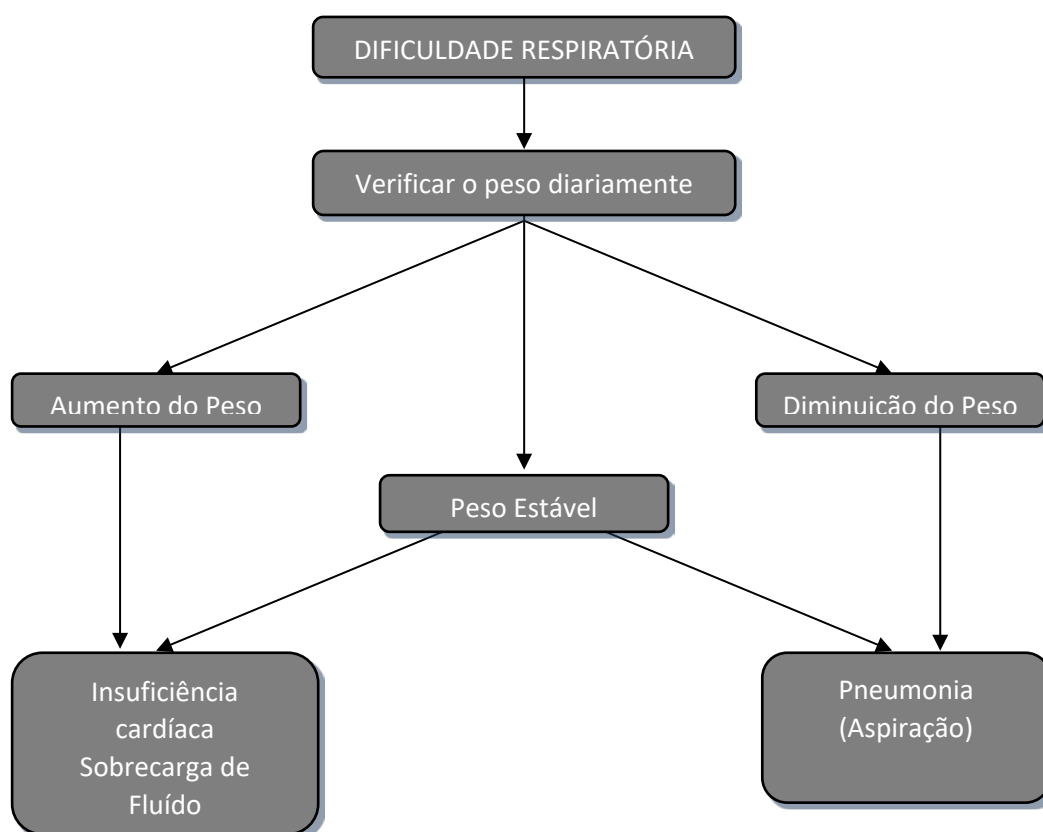 DIFICULDADE RESPIRATÓRIA
Verificar o peso diariamente
Aumento do Peso
Diminuição do Peso
Peso Estável
Insuficiência
cardíaca
Sobrecarga de
Fluído
Pneumonia
(Aspiração)